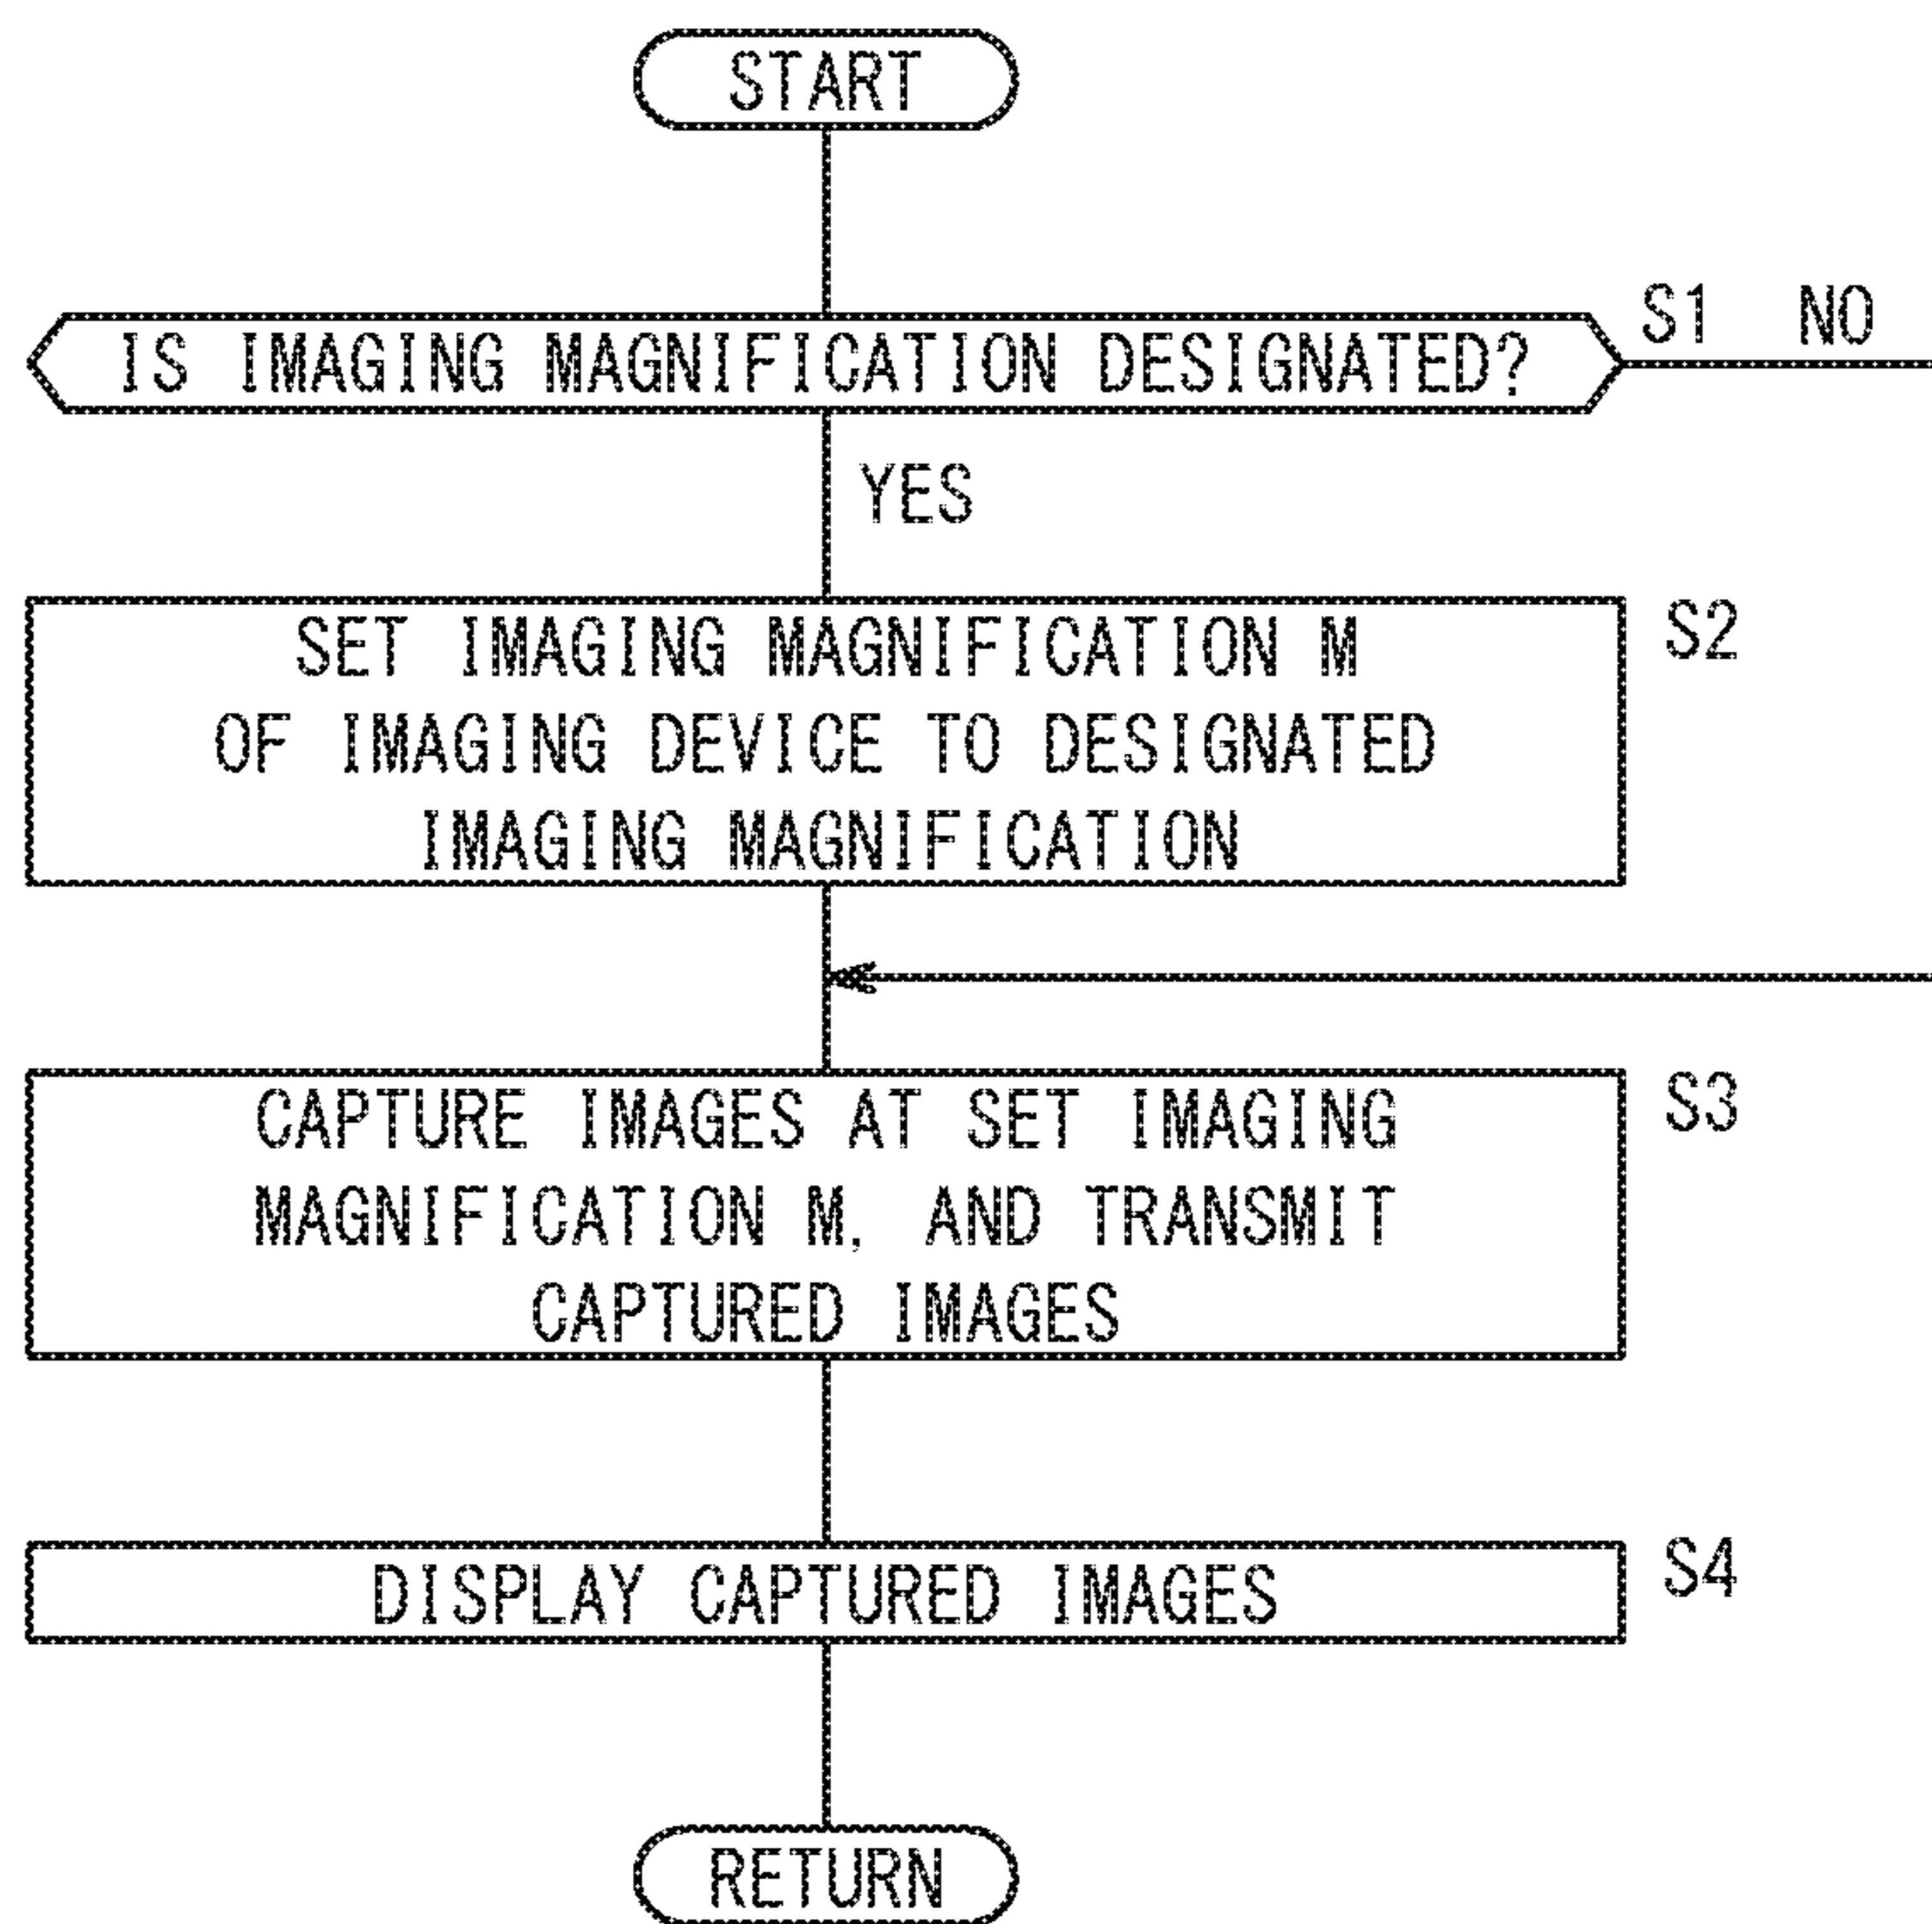 START
IS IMAGING MAGNIFICATION DESIGNATED?
S1 NO
YES
SET IMAGING MAGNIFICATION M
OF IMAGING DEVICE TO DESIGNATED
IMAGING MAGNIFICATION
S2
CAPTURE IMAGES AT SET IMAGING
MAGNIFICATION M, AND TRANSMIT
CAPTURED IMAGES
S3
DISPLAY CAPTURED IMAGES
S4
RETURN